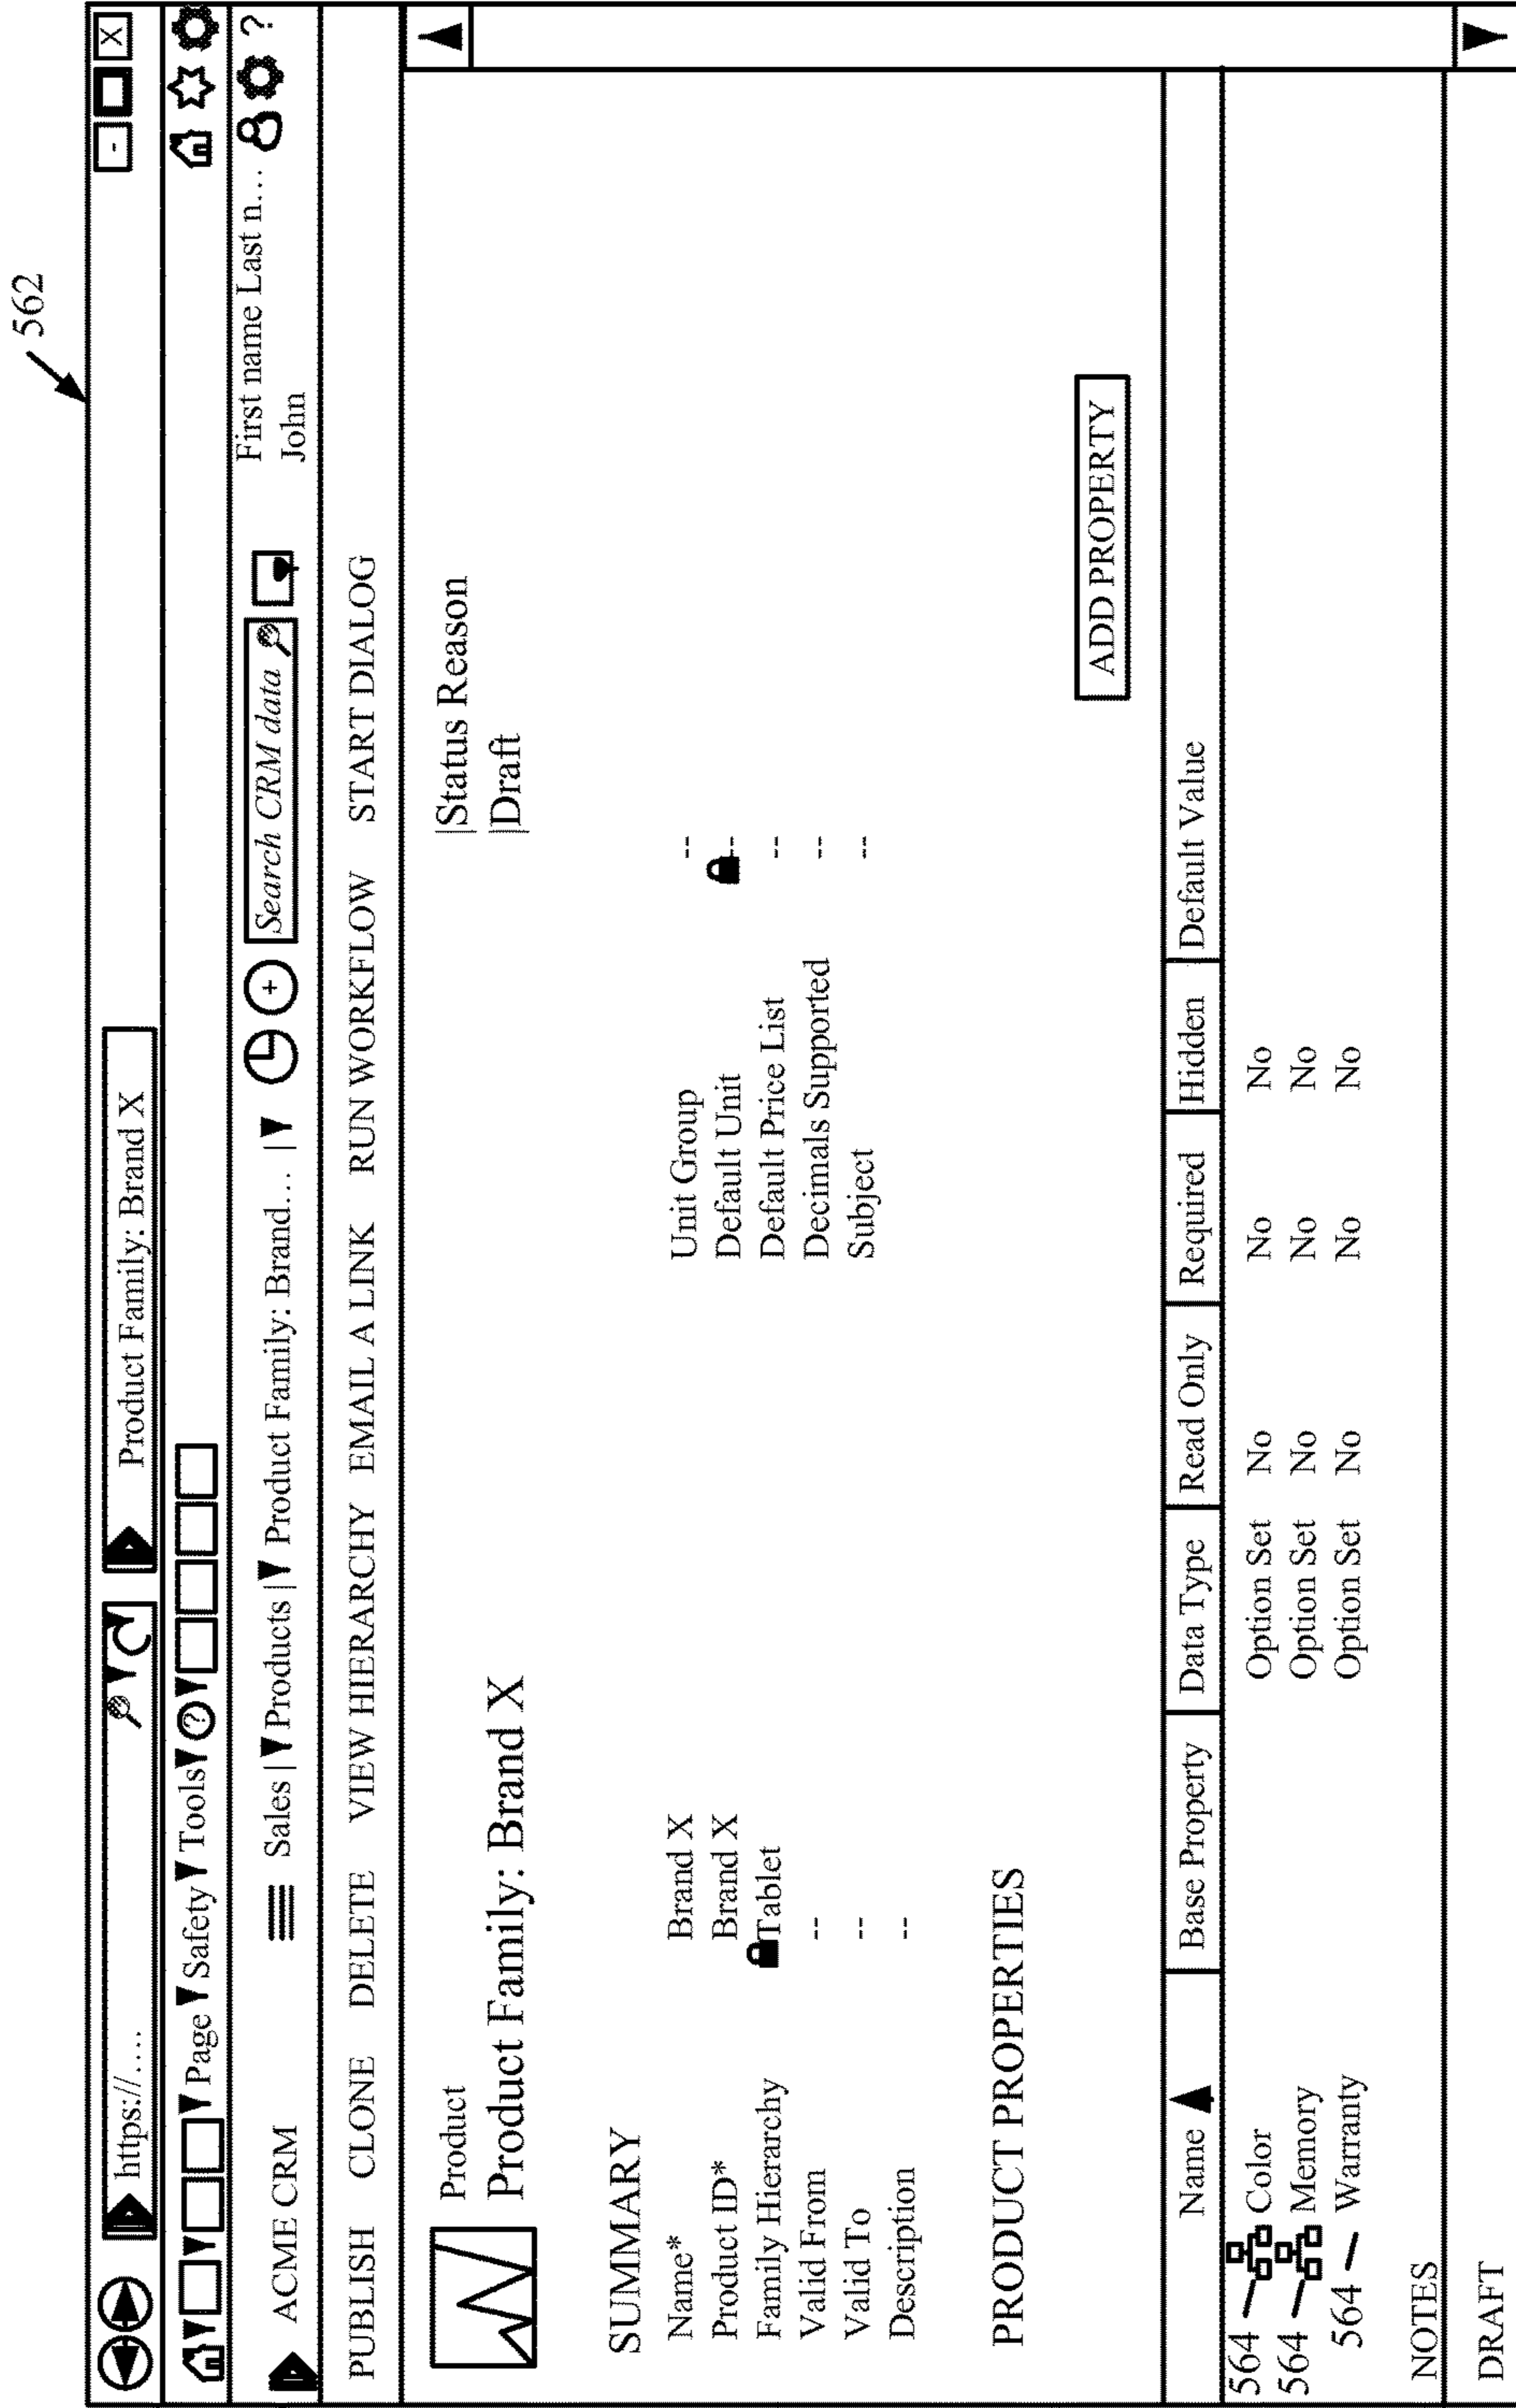 562
https://.... Product Family: Brand X - X
Page Safety Tools ?
ACME CRM Sales | Products | Product Family: Brand... | + Search CRM data First name Last n... ?
John
PUBLISH CLONE DELETE VIEW HIERARCHY EMAIL A LINK RUN WORKFLOW START DIALOG
Product |Status Reason
Product Family: Brand X |Draft
SUMMARY
Name* Brand X Unit Group --
Product ID* Brand X Default Unit --
Family Hierarchy Tablet Default Price List --
Valid From -- Decimals Supported --
Valid To -- Subject --
Description --
PRODUCT PROPERTIES
ADD PROPERTY
Name Base Property Data Type Read Only Required Hidden Default Value
564 Color Option Set No No No
564 Memory Option Set No No No
564 Warranty Option Set No No No
NOTES
DRAFT